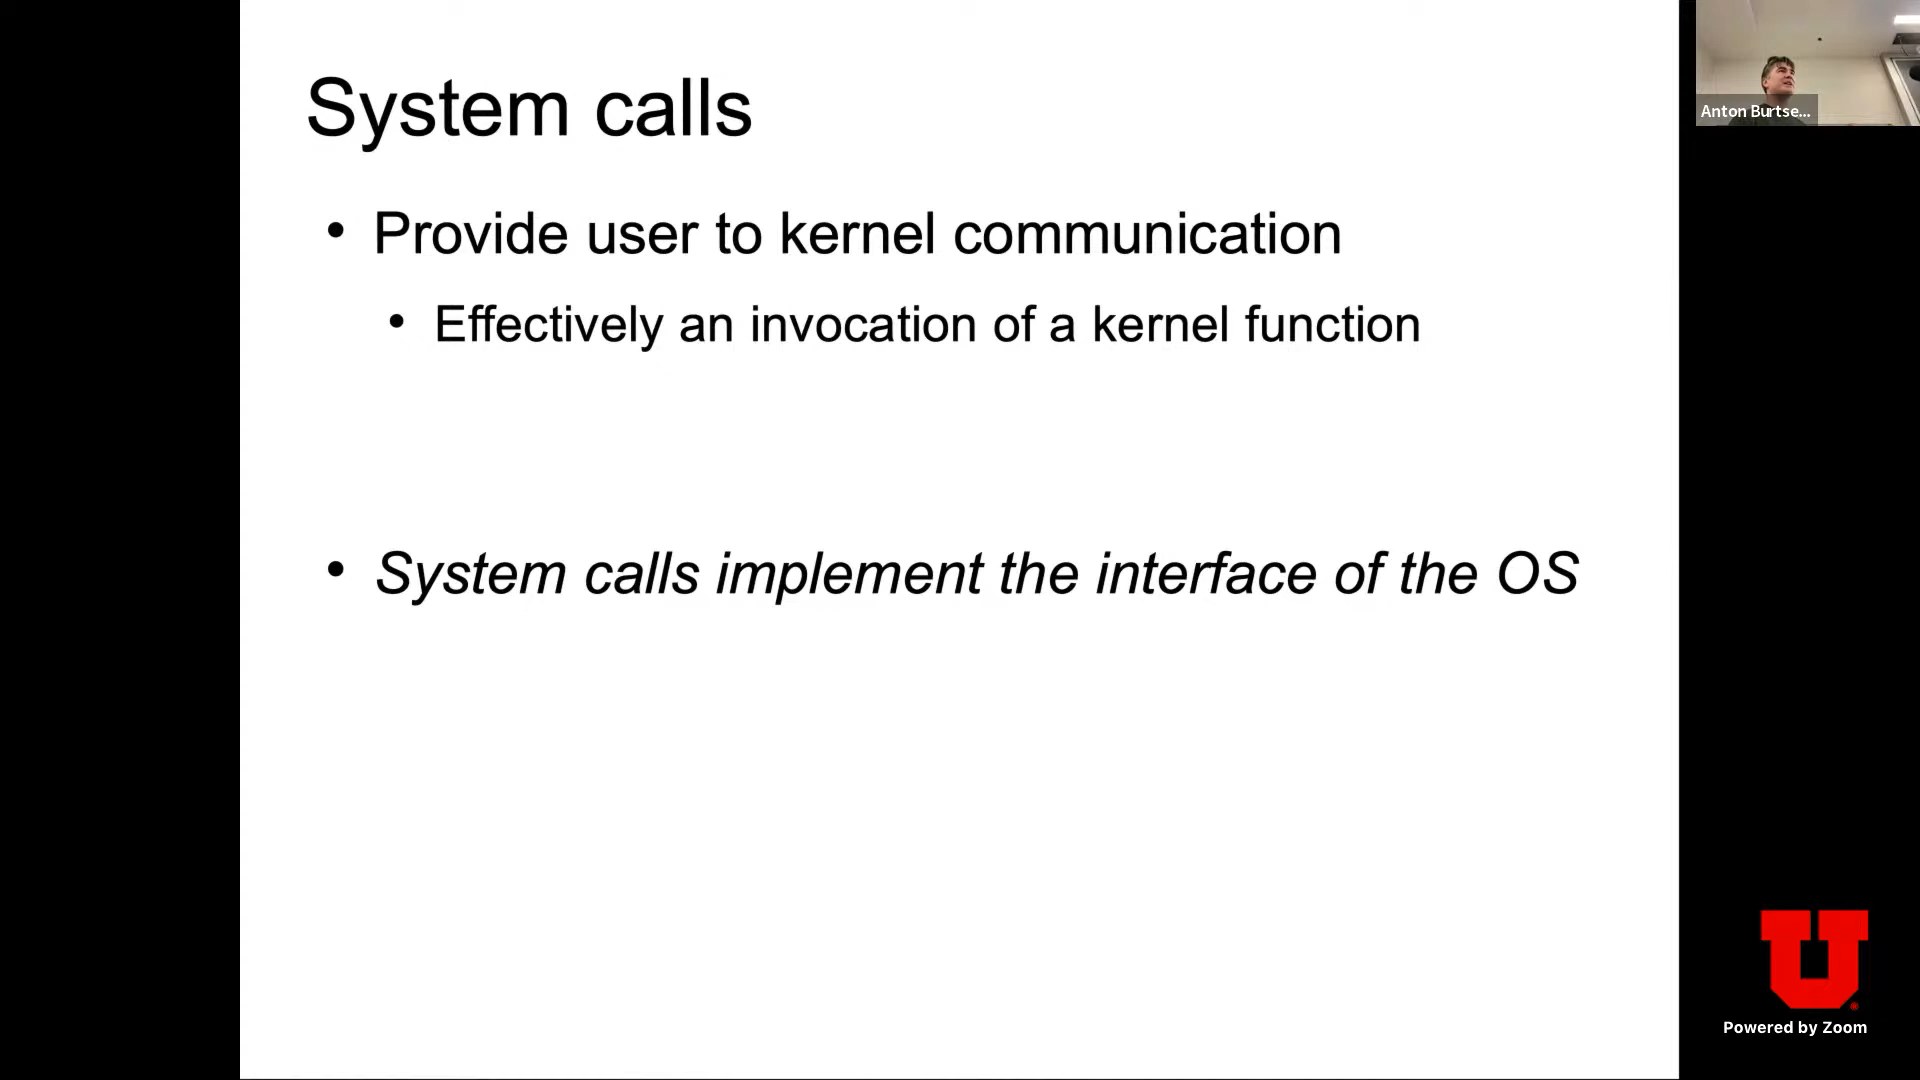 System calls
• Provide user to kernel communication
• Effectively an invocation of a kernel function
• System calls implement the interface of the OS
Anton Burtse...
U
Powered by Zoom